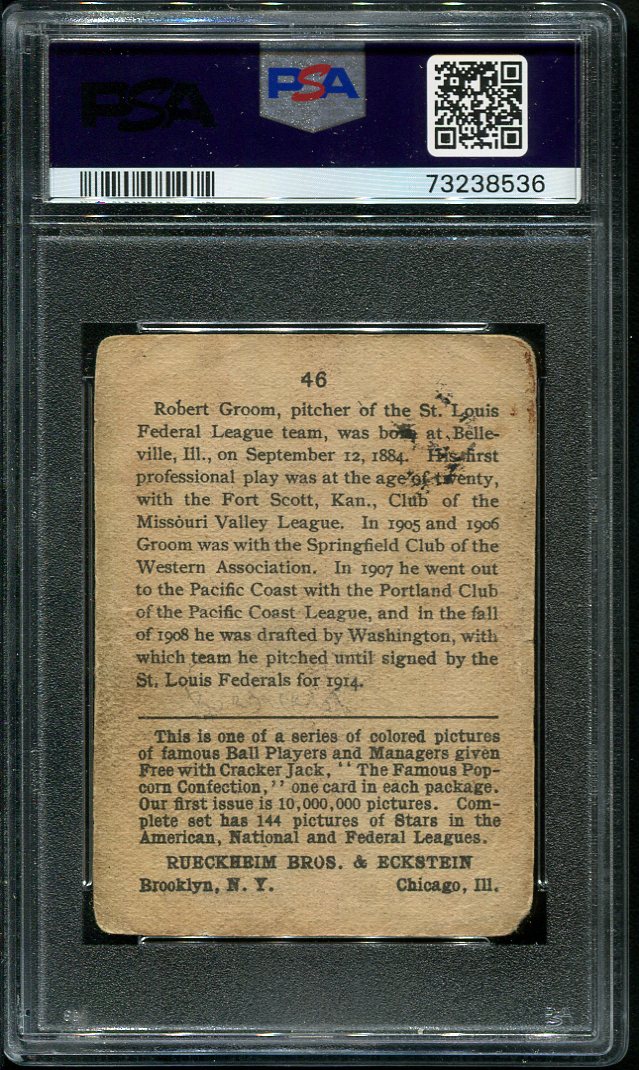 PSA
PSA
73238536
46
Robert Groom, pitcher of the St. Louis
Federal League team, was born at Belle-
ville, Ill., on September 12, 1884. His first
professional play was at the age of twenty,
with the Fort Scott, Kan., Club of the
Missouri Valley League. In 1905 and 1906
Groom was with the Springfield Club of the
Western Association. In 1907 he went out
to the Pacific Coast with the Portland Club
of the Pacific Coast League, and in the fall
of 1908 he was drafted by Washington, with
which team he pitched until signed by the
St. Louis Federals for 1914.
This is one of a series of colored pictures
of famous Ball Players and Managers given
Free with Cracker Jack, "The Famous Pop-
corn Confection," one card in each package.
Our first issue is 10,000,000 pictures. Com-
plete set has 144 pictures of Stars in the
American, National and Federal Leagues.
RUECKHEIM BROS. & ECKSTEIN
Brooklyn, N. Y. Chicago, Ill.
PSA